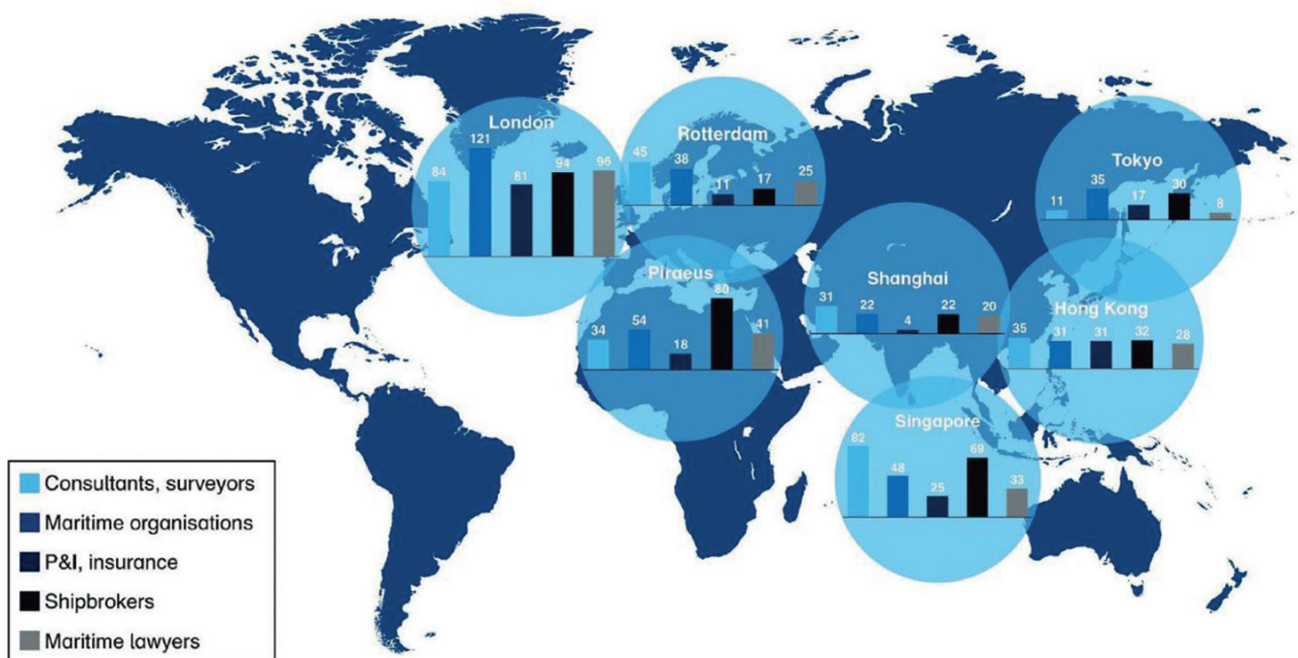 London
84 121 81 94 96
Rotterdam
45 38 11 17 25
Tokyo
11 35 17 30 8
Piraeus
34 54 18 80 41
Shanghai
31 22 4 22 20
Hong Kong
35 31 31 32 28
Singapore
82 48 25 69 33
Consultants, surveyors
Maritime organisations
P&I, insurance
Shipbrokers
Maritime lawyers